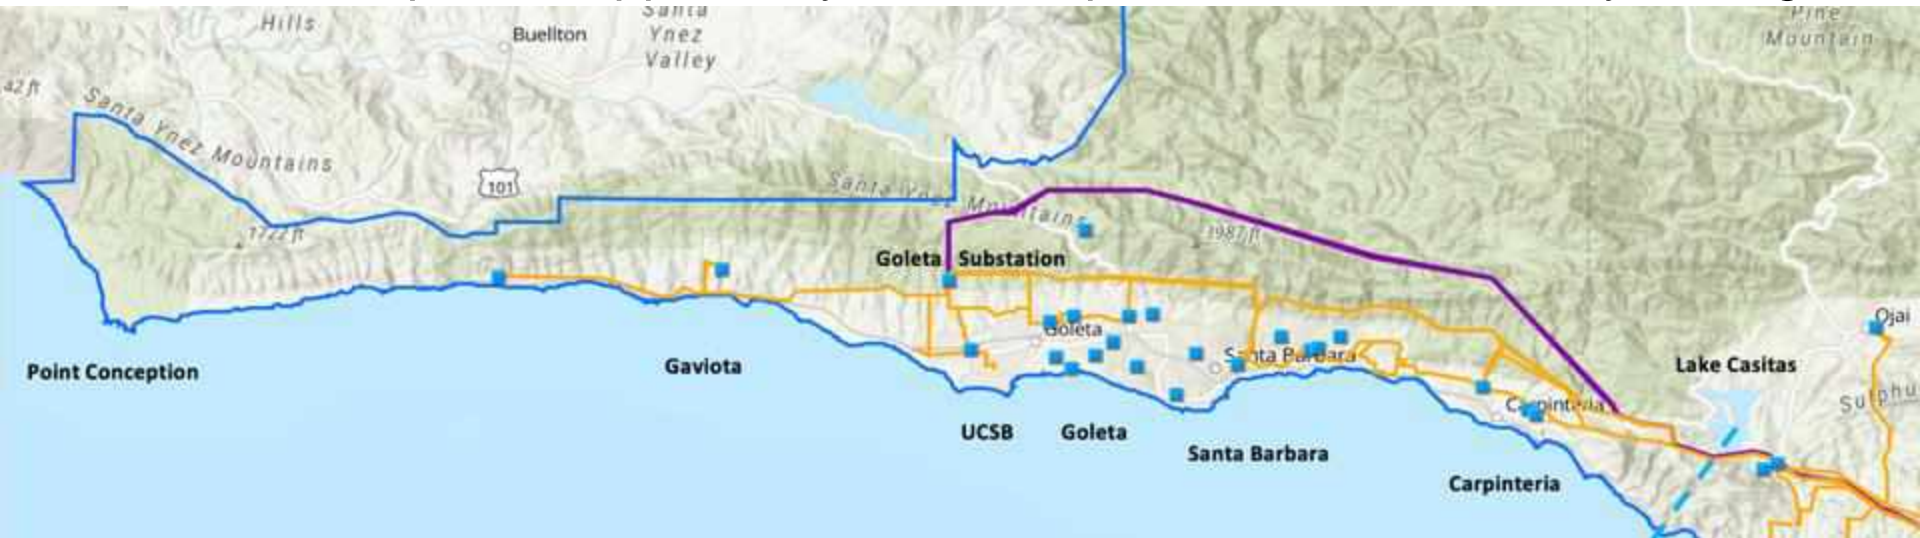 Hills
Buellton
Santa
Ynez
Valley
Pine
Mountain
42 ft
Santa Ynez Mountains
101
Santa Ynez Mountains
1722 ft
1987 ft
Goleta Substation
Goleta
Santa Barbara
Ojai
Point Conception
Gaviota
Lake Casitas
Carpinteria
UCSB
Goleta
Santa Barbara
Carpinteria